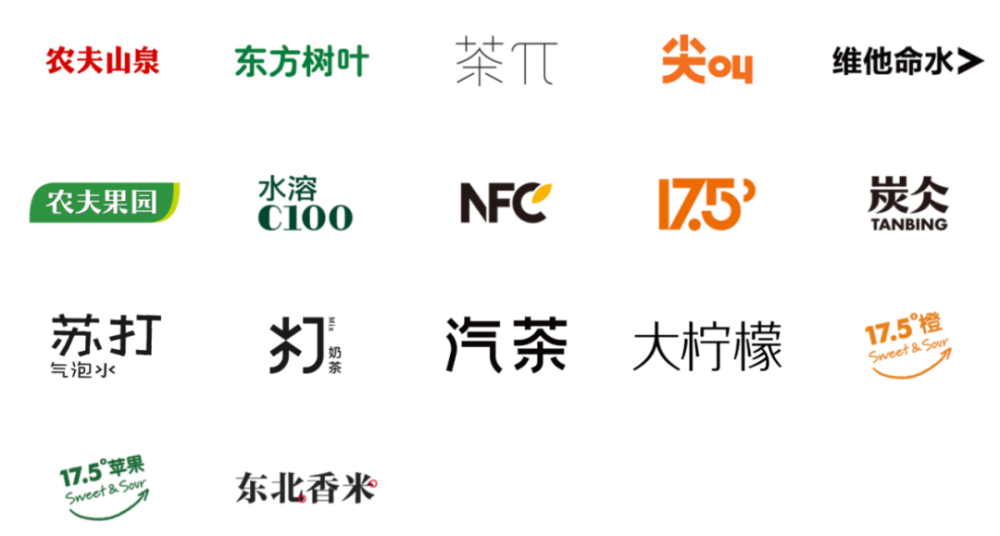 农夫山泉
东方树叶
茶π
尖叫
维他命水
农夫果园
水溶
C100
NFC
17.5°
炭仌
TANBING
苏打
气泡水
打
Mix
奶茶
汽茶
大柠檬
17.5°橙
Sweet & Sour
17.5°苹果
Sweet & Sour
东北香米